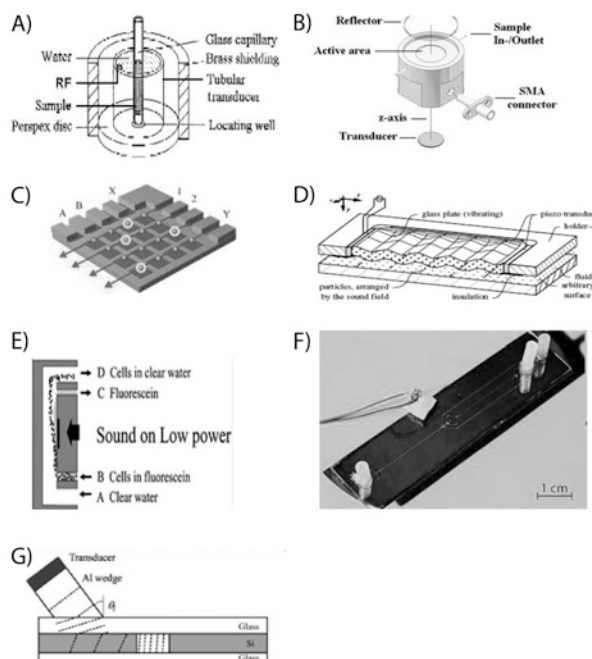 A)
Water
RF
Sample
Perspex disc
Glass capillary
Brass shielding
Tubular
transducer
Locating well
B)
Reflector
Active area
Sample
In-/Outlet
SMA
connector
z-axis
Transducer
C)
A
B
X
1
2
Y
D)
glass plate (vibrating)
piezo transdu
holder
particles, arranged
by the sound field
insulation
fluid
arbitrary
surface
E)
D Cells in clear water
C Fluorescein
Sound on Low power
B Cells in fluorescein
A Clear water
F)
1 cm
G)
Transducer
Al wedge
θ
Glass
Si
Glass